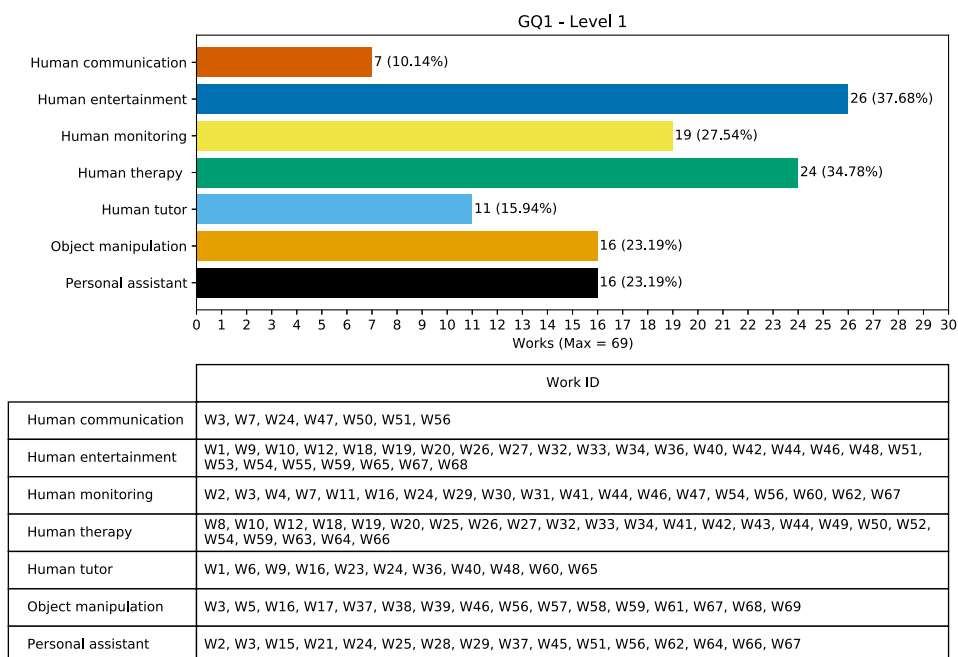 GQ1 - Level 1
Human communication
7 (10.14%)
Human entertainment
26 (37.68%)
Human monitoring
19 (27.54%)
Human therapy
24 (34.78%)
Human tutor
11 (15.94%)
Object manipulation
16 (23.19%)
Personal assistant
16 (23.19%)
0 1 2 3 4 5 6 7 8 9 10 11 12 13 14 15 16 17 18 19 20 21 22 23 24 25 26 27 28 29 30
Works (Max = 69)
Work ID
Human communication
W3, W7, W24, W47, W50, W51, W56
Human entertainment
W1, W9, W10, W12, W18, W19, W20, W26, W27, W32, W33, W34, W36, W40, W42, W44, W46, W48, W51,
W53, W54, W55, W59, W65, W67, W68
Human monitoring
W2, W3, W4, W7, W11, W16, W24, W29, W30, W31, W41, W44, W46, W47, W54, W56, W60, W62, W67
Human therapy
W8, W10, W12, W18, W19, W20, W25, W26, W27, W32, W33, W34, W41, W42, W43, W44, W49, W50, W52,
W54, W59, W63, W64, W66
Human tutor
W1, W6, W9, W16, W23, W24, W36, W40, W48, W60, W65
Object manipulation
W3, W5, W16, W17, W37, W38, W39, W46, W56, W57, W58, W59, W61, W67, W68, W69
Personal assistant
W2, W3, W15, W21, W24, W25, W28, W29, W37, W45, W51, W56, W62, W64, W66, W67